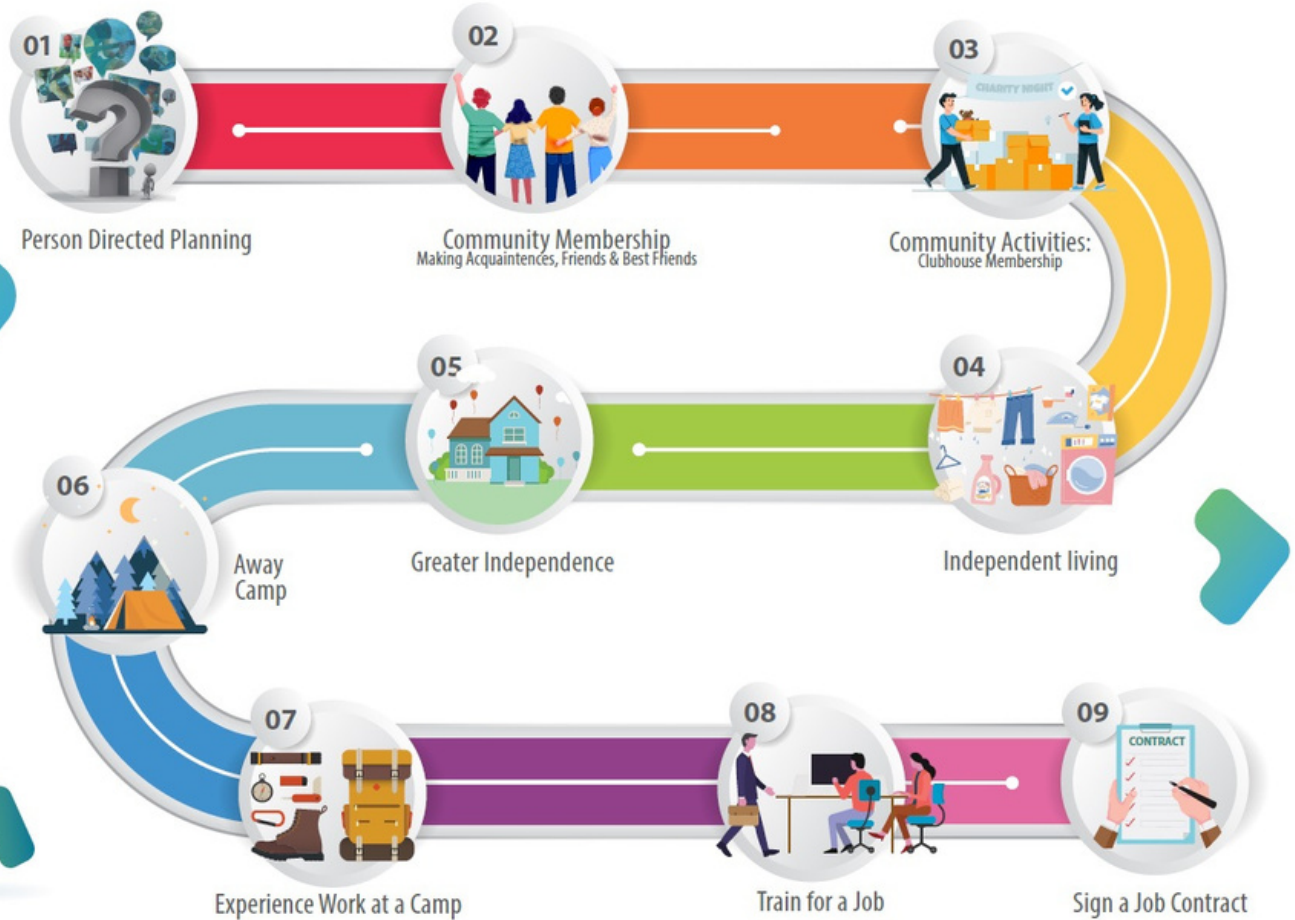 01
02
03
CHARITY NIGHT
Person Directed Planning
Community Membership
Making Acquaintences, Friends & Best Friends
Community Activities:
Clubhouse Membership
04
Independent living
05
Greater Independence
06
Away
Camp
07
Experience Work at a Camp
08
Train for a Job
09
CONTRACT
Sign a Job Contract